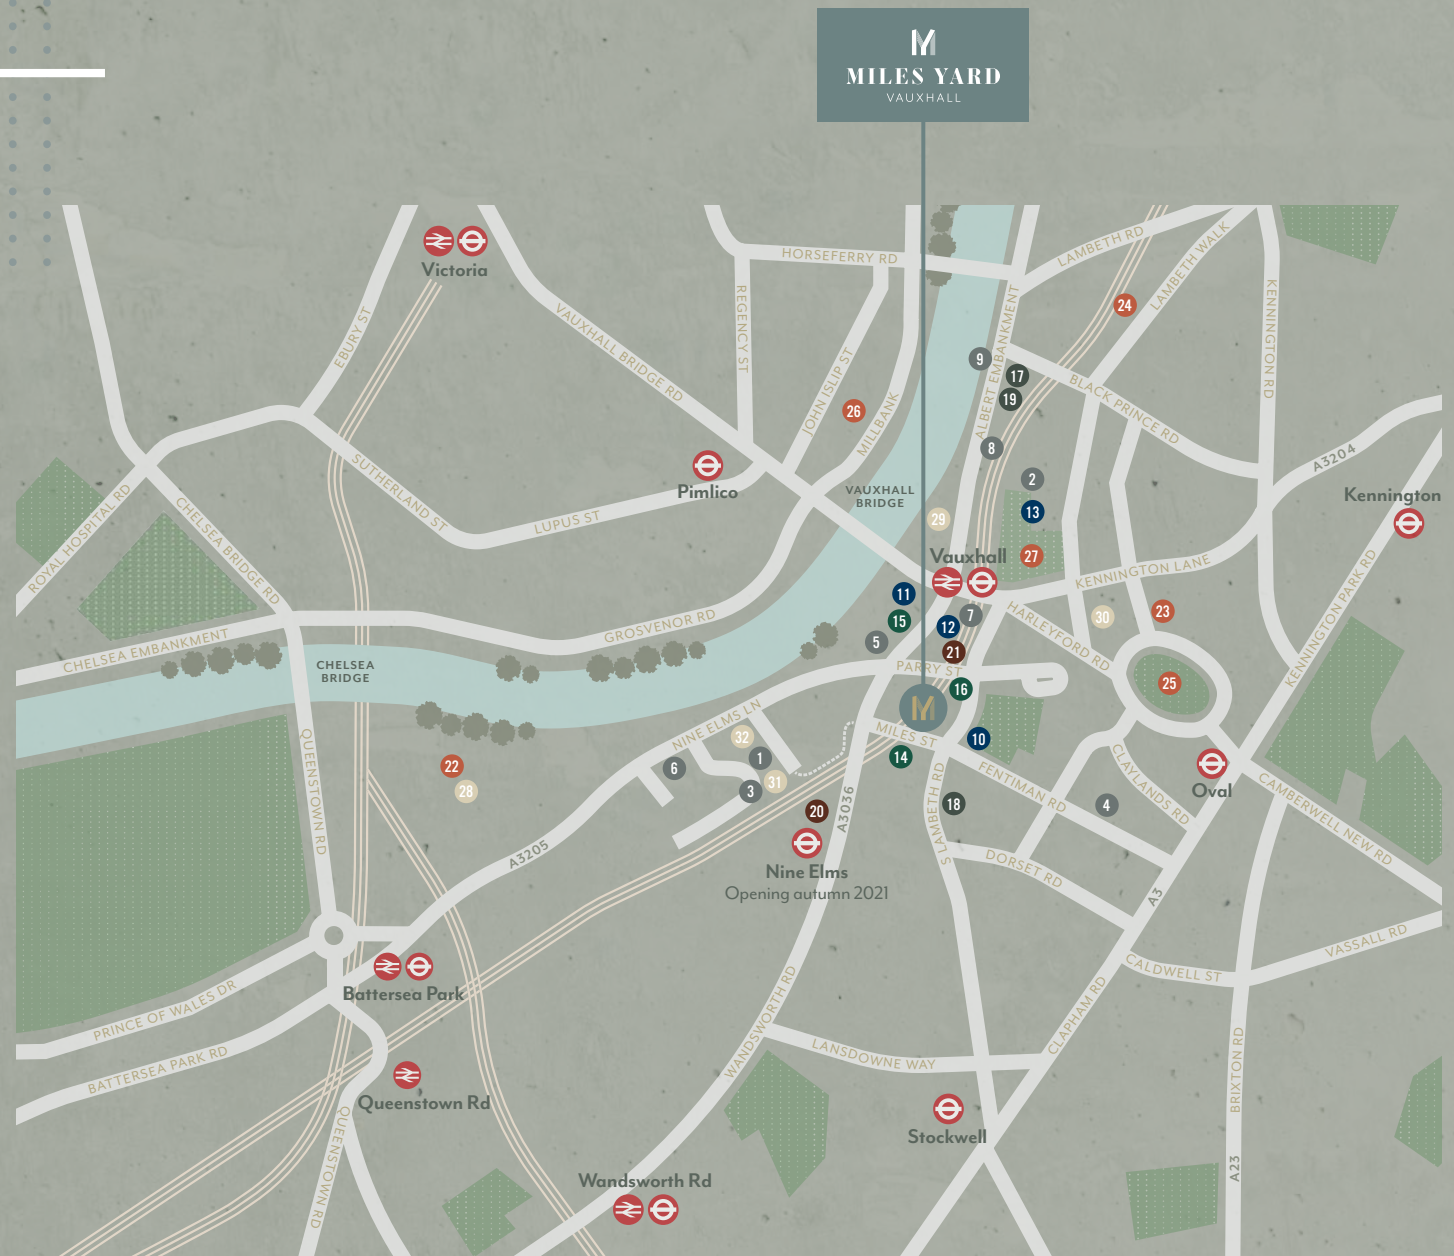 M
MILES YARD
VAUXHALL
Victoria
HORSEFERRY RD
LAMBETH RD
LAMBETH WALK
EBURY ST
VAUXHALL BRIDGE RD
REGENCY ST
JOHN ISLIP ST
MILLBANK
ALBERT EMBANKMENT
KENNINGTON RD
24
9
17
19
BLACK PRINCE RD
26
8
A3204
Pimlico
2
Kennington
SUTHERLAND ST
LUPUS ST
VAUXHALL
BRIDGE
29
13
ROYAL HOSPITAL RD
CHELSEA BRIDGE RD
Vauxhall
27
KENNINGTON LANE
KENNINGTON PARK RD
11
15
5
12
7
21
HARLEYFORD RD
30
23
GROSVENOR RD
CHELSEA EMBANKMENT
CHELSEA
BRIDGE
PARRY ST
16
25
M
NINE ELMS LN
32
1
6
3
31
MILES ST
14
10
22
28
QUEENSTOWN RD
20
A3036
18
S LAMBETH RD
FENTIMAN RD
4
CLAYLANDS RD
Oval
CAMBERWELL NEW RD
Nine Elms
Opening autumn 2021
A3205
DORSET RD
A3
VASSALL RD
CALDWELL ST
Battersea Park
PRINCE OF WALES DR
BATTERSEA PARK RD
WANDSWORTH RD
CLAPHAM RD
LANSDOWNE WAY
BRIXTON RD
Queenstown Rd
QUEENSTOWN RD
Stockwell
A23
Wandsworth Rd